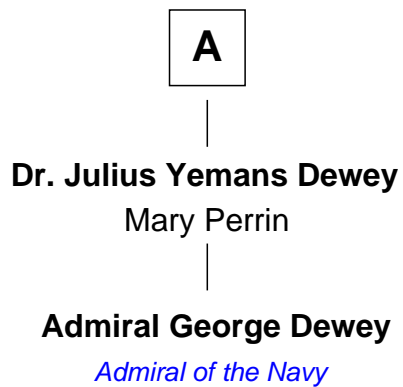 A
Dr. Julius Yemans Dewey
Mary Perrin
Admiral George Dewey
Admiral of the Navy